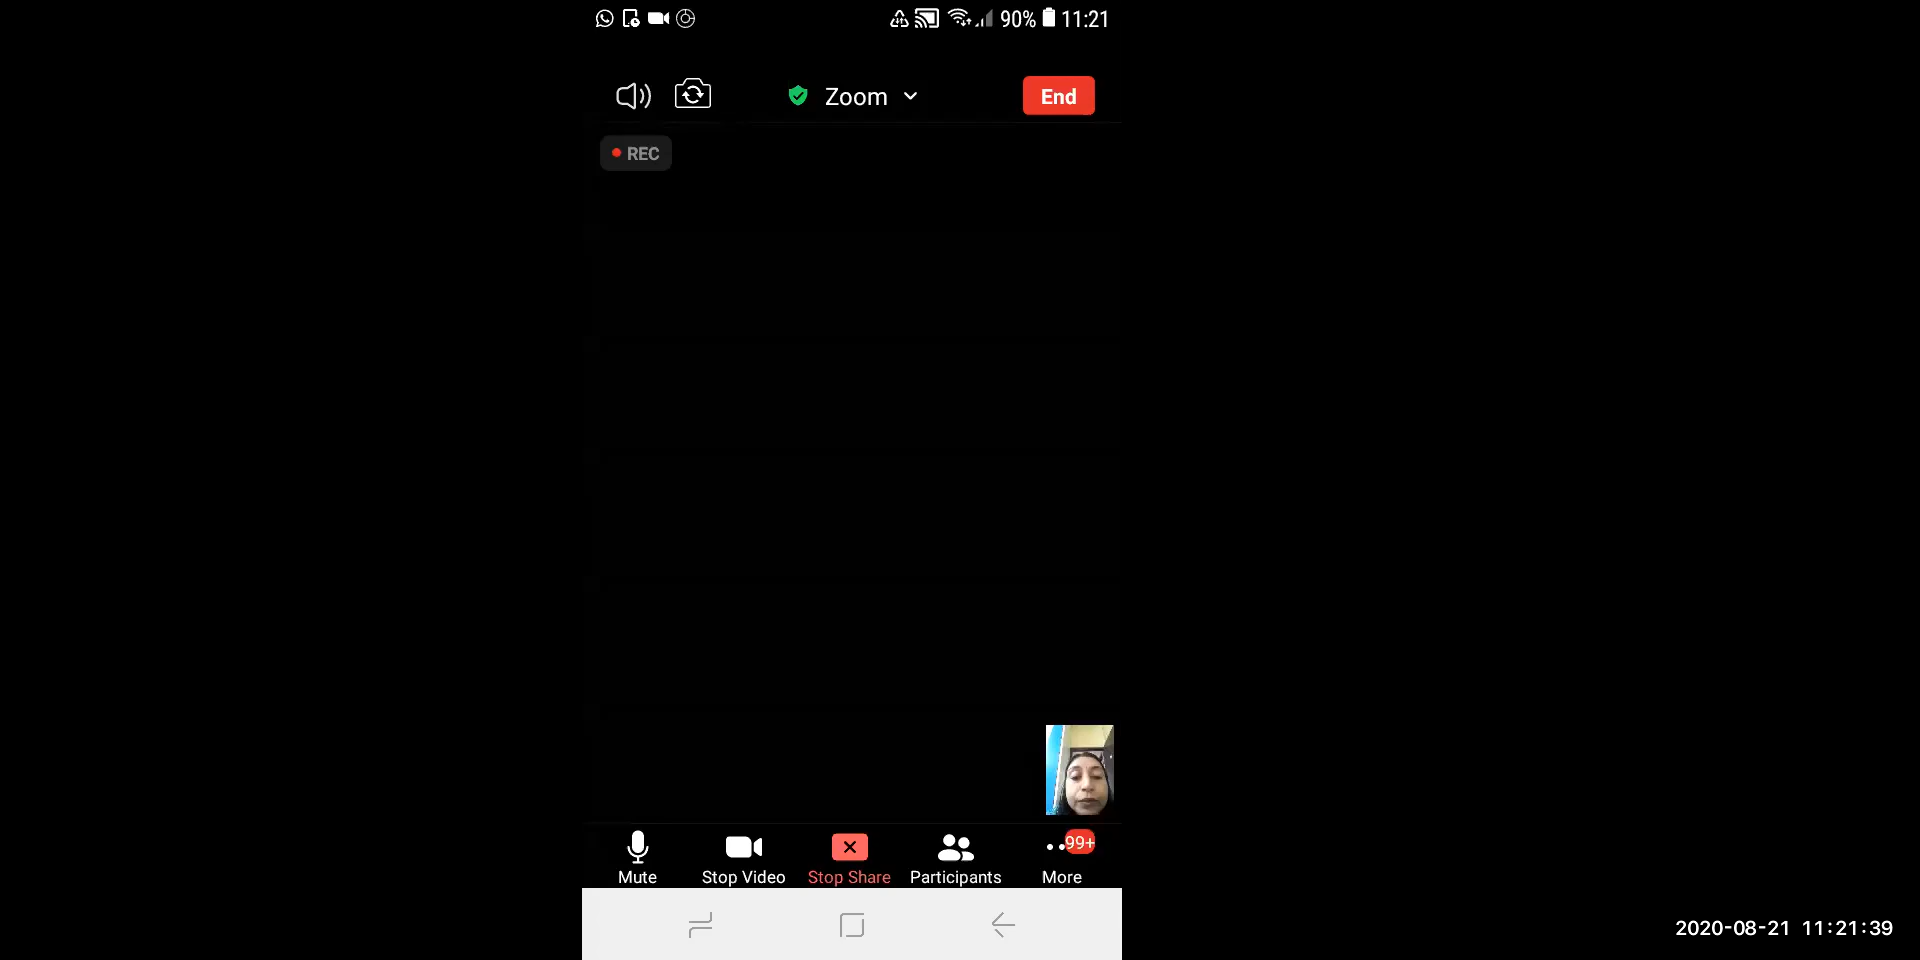 90% 11:21
Zoom End
REC
99+
Mute Stop Video Stop Share Participants More
2020-08-21 11:21:39